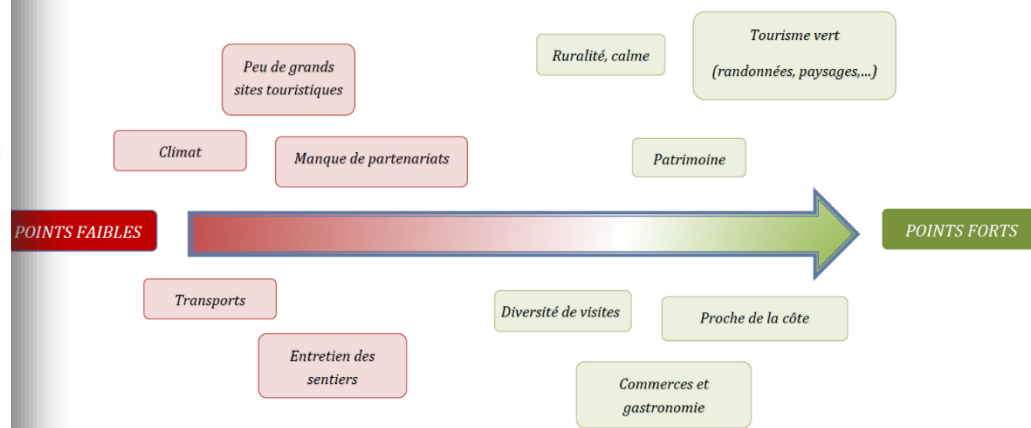 Tourisme vert
(randonnées, paysages,...)
Ruralité, calme
Peu de grands
sites touristiques
Climat
Manque de partenariats
Patrimoine
POINTS FAIBLES
POINTS FORTS
Transports
Diversité de visites
Proche de la côte
Entretien des
sentiers
Commerces et
gastronomie